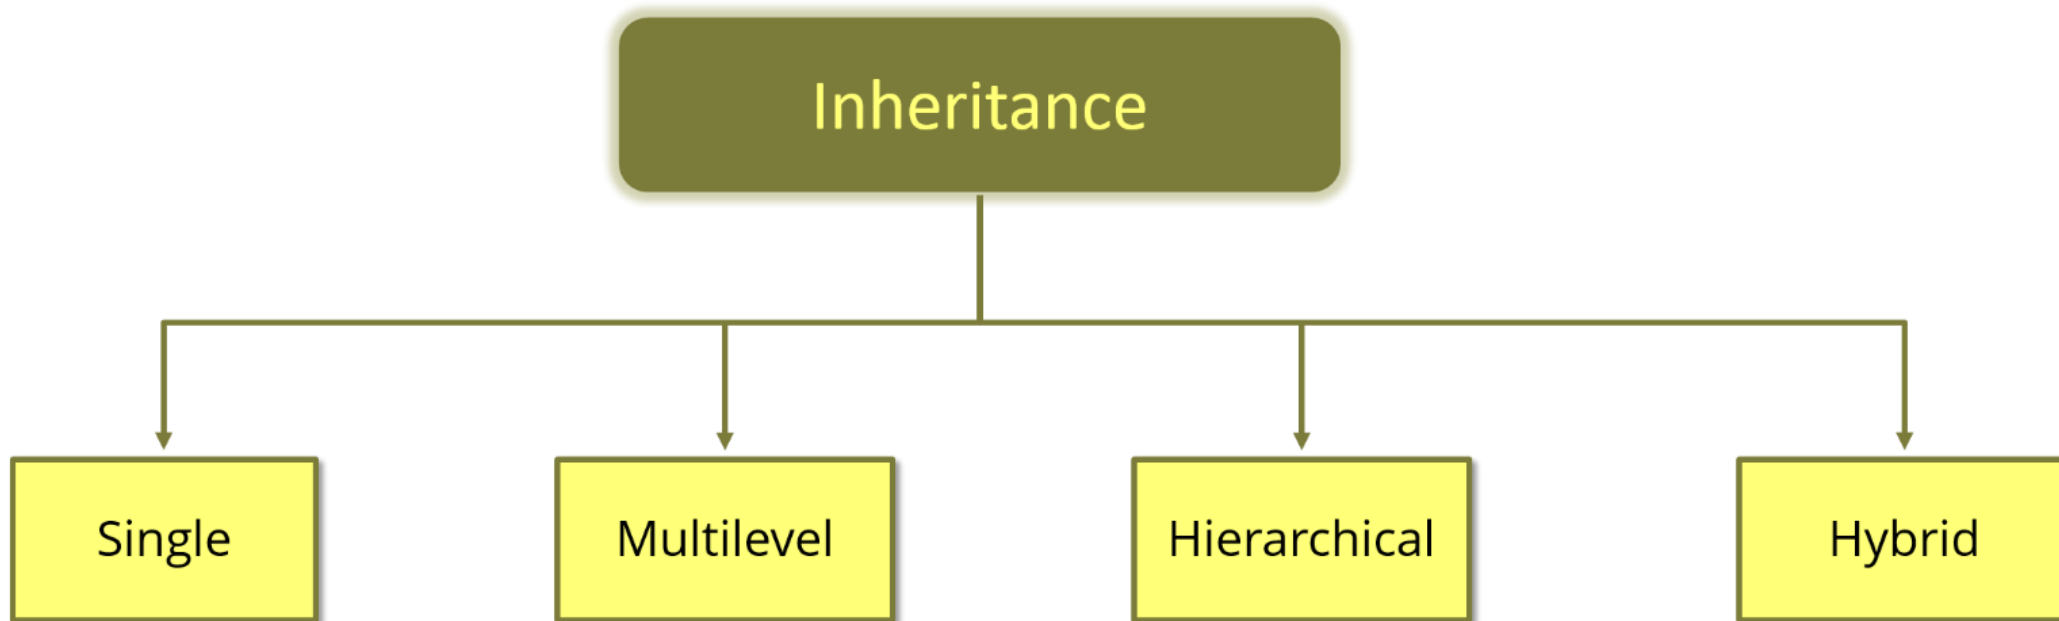 Inheritance
Single
Multilevel
Hierarchical
Hybrid